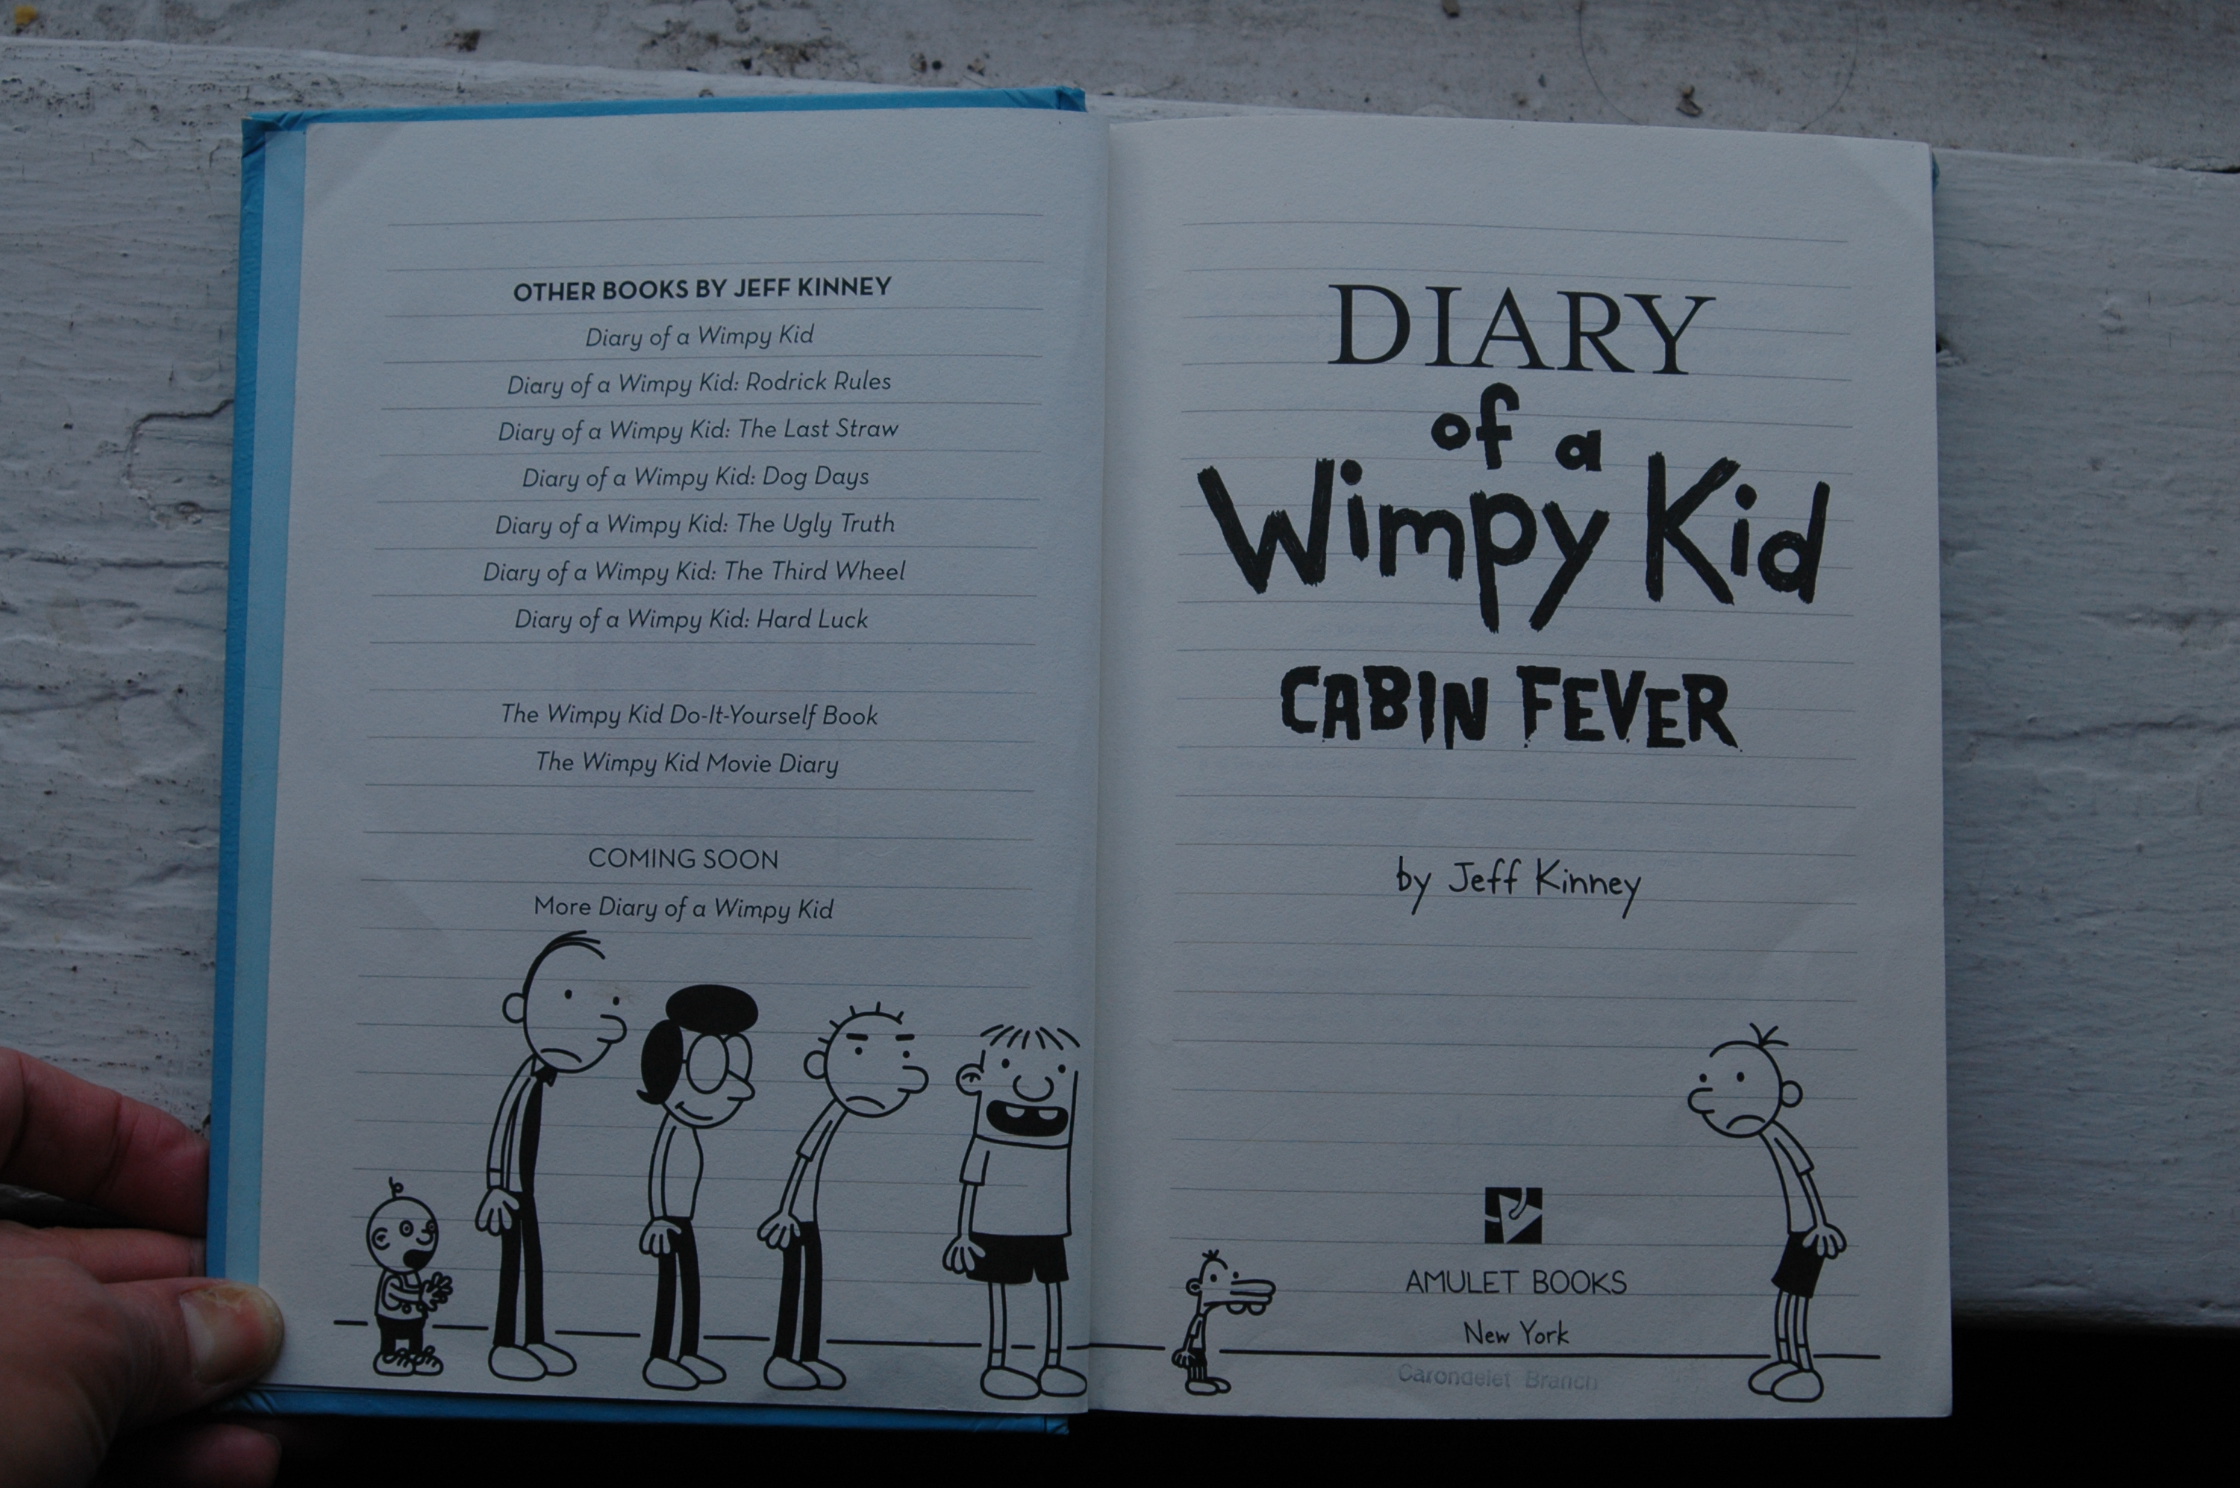 OTHER BOOKS BY JEFF KINNEY
Diary of a Wimpy Kid
Diary of a Wimpy Kid: Rodrick Rules
Diary of a Wimpy Kid: The Last Straw
Diary of a Wimpy Kid: Dog Days
Diary of a Wimpy Kid: The Ugly Truth
Diary of a Wimpy Kid: The Third Wheel
Diary of a Wimpy Kid: Hard Luck
The Wimpy Kid Do-It-Yourself Book
The Wimpy Kid Movie Diary
COMING SOON
More Diary of a Wimpy Kid
DIARY
of a
Wimpy Kid
CABIN FEVER
by Jeff Kinney
AMULET BOOKS
New York
Carondelet Branch